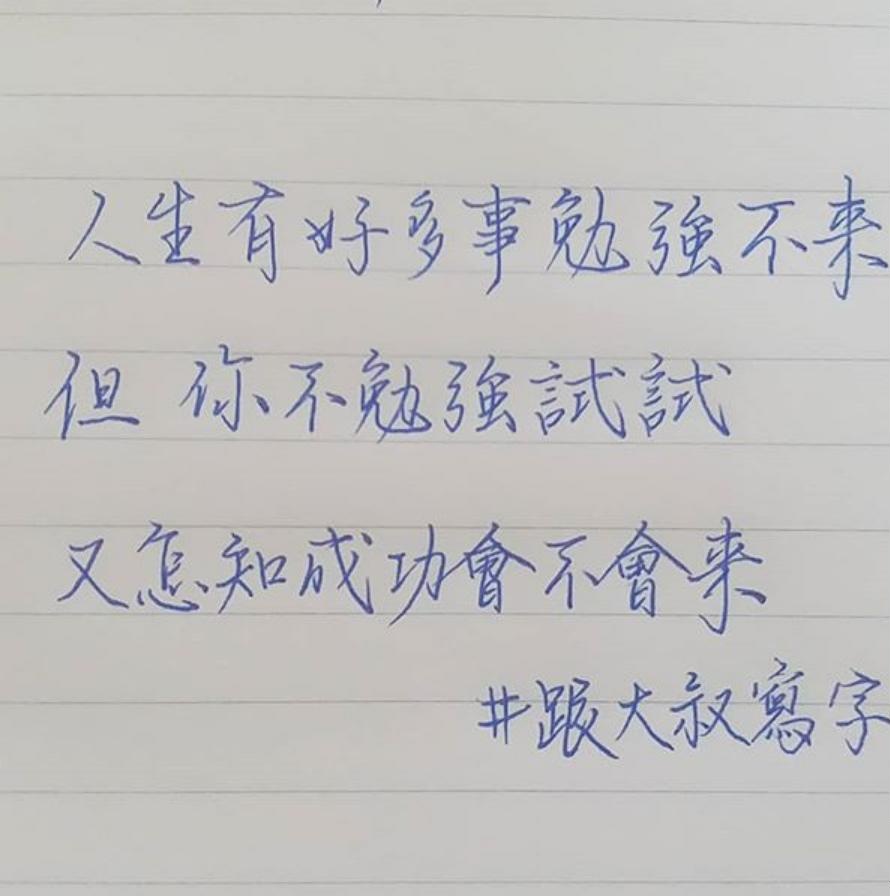 人生有好多事勉強不来
但你不勉強試試
又怎知成功會不會来
#跟大叔寫字